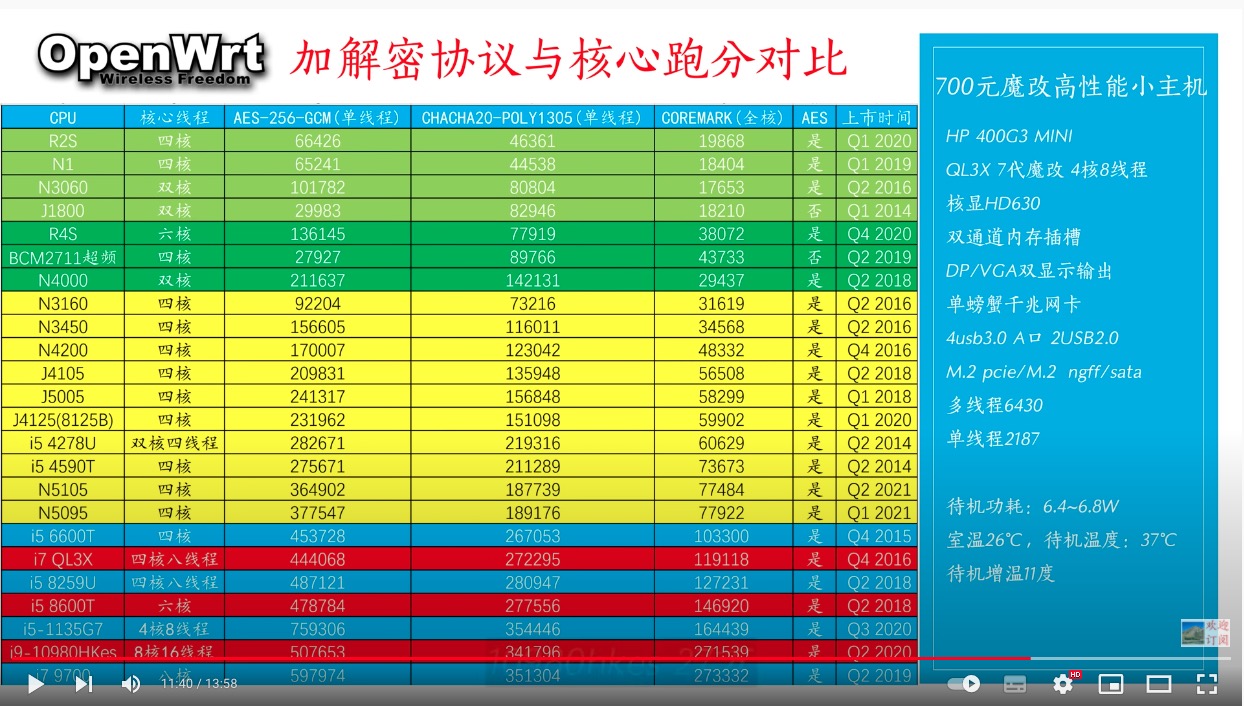 OpenWrt
Wireless Freedom
加解密协议与核心跑分对比
CPU 核心线程 AES-256-GCM(单线程) CHACHA20-POLY1305(单线程) COREMARK(全核) AES 上市时间
R2S 四核 66426 46361 19868 是 Q1 2020
N1 四核 65241 44538 18404 是 Q1 2019
N3060 双核 101782 80804 17653 是 Q2 2016
J1800 双核 29983 82946 18210 否 Q1 2014
R4S 六核 136145 77919 38072 是 Q4 2020
BCM2711超频 四核 27927 89766 43733 否 Q2 2019
N4000 双核 211637 142131 29437 是 Q2 2018
N3160 四核 92204 73216 31619 是 Q2 2016
N3450 四核 156605 116011 34568 是 Q2 2016
N4200 四核 170007 123042 48332 是 Q4 2016
J4105 四核 209831 135948 56508 是 Q2 2018
J5005 四核 241317 156848 58299 是 Q1 2018
J4125(8125B) 四核 231962 151098 59902 是 Q1 2020
i5 4278U 双核四线程 282671 219316 60629 是 Q2 2014
i5 4590T 四核 275671 211289 73673 是 Q2 2014
N5105 四核 364902 187739 77484 是 Q2 2021
N5095 四核 377547 189176 77922 是 Q1 2021
i5 6600T 四核 453728 267053 103300 是 Q4 2015
i7 QL3X 四核八线程 444068 272295 119118 是 Q4 2016
i5 8259U 四核八线程 487121 280947 127231 是 Q2 2018
i5 8600T 六核 478784 277556 146920 是 Q2 2018
i5-1135G7 4核8线程 759306 354446 164439 是 Q3 2020
i9-10980HKes 8核16线程 507653 341796 271539 是 Q2 2020
i7 9700 八核 597974 351304 273332 是 Q2 2019
700元魔改高性能小主机
HP 400G3 MINI
QL3X 7代魔改 4核8线程
核显HD630
双通道内存插槽
DP/VGA双显示输出
单螃蟹千兆网卡
4usb3.0 A口 2USB2.0
M.2 pcie/M.2 ngff/sata
多线程6430
单线程2187
待机功耗：6.4~6.8W
室温26℃，待机温度：37℃
待机增温11度
欢迎
订阅
11:40 / 13:58
HD